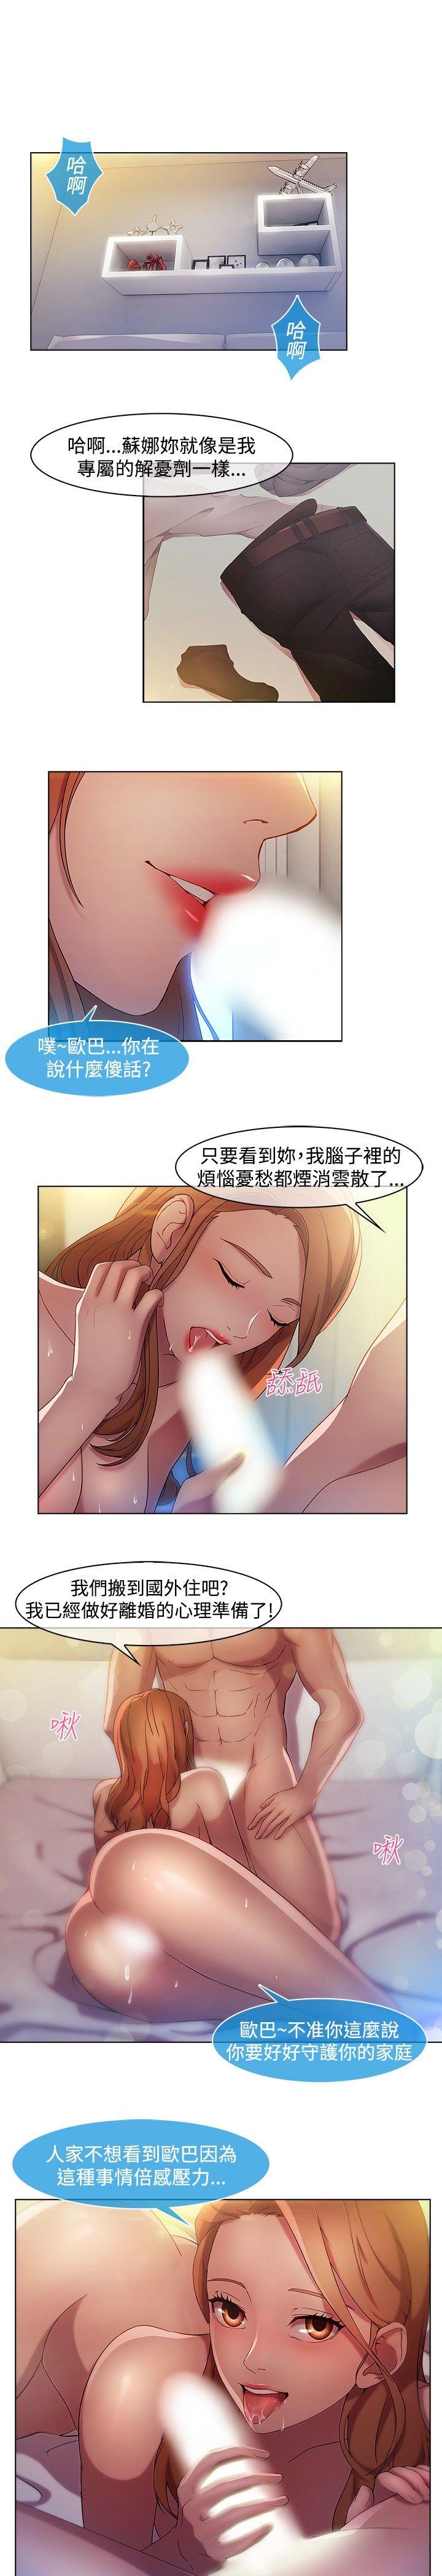 哈啊
哈啊
哈啊...蘇娜妳就像是我
專屬的解憂劑一樣...
噗~歐巴...你在
說什麼傻話?
只要看到妳，我腦子裡的
煩惱憂愁都煙消雲散了...
舔舐
我們搬到國外住吧?
我已經做好離婚的心理準備了!
啾
啾
歐巴~不准你這麼說
你要好好守護你的家庭
人家不想看到歐巴因為
這種事情倍感壓力...